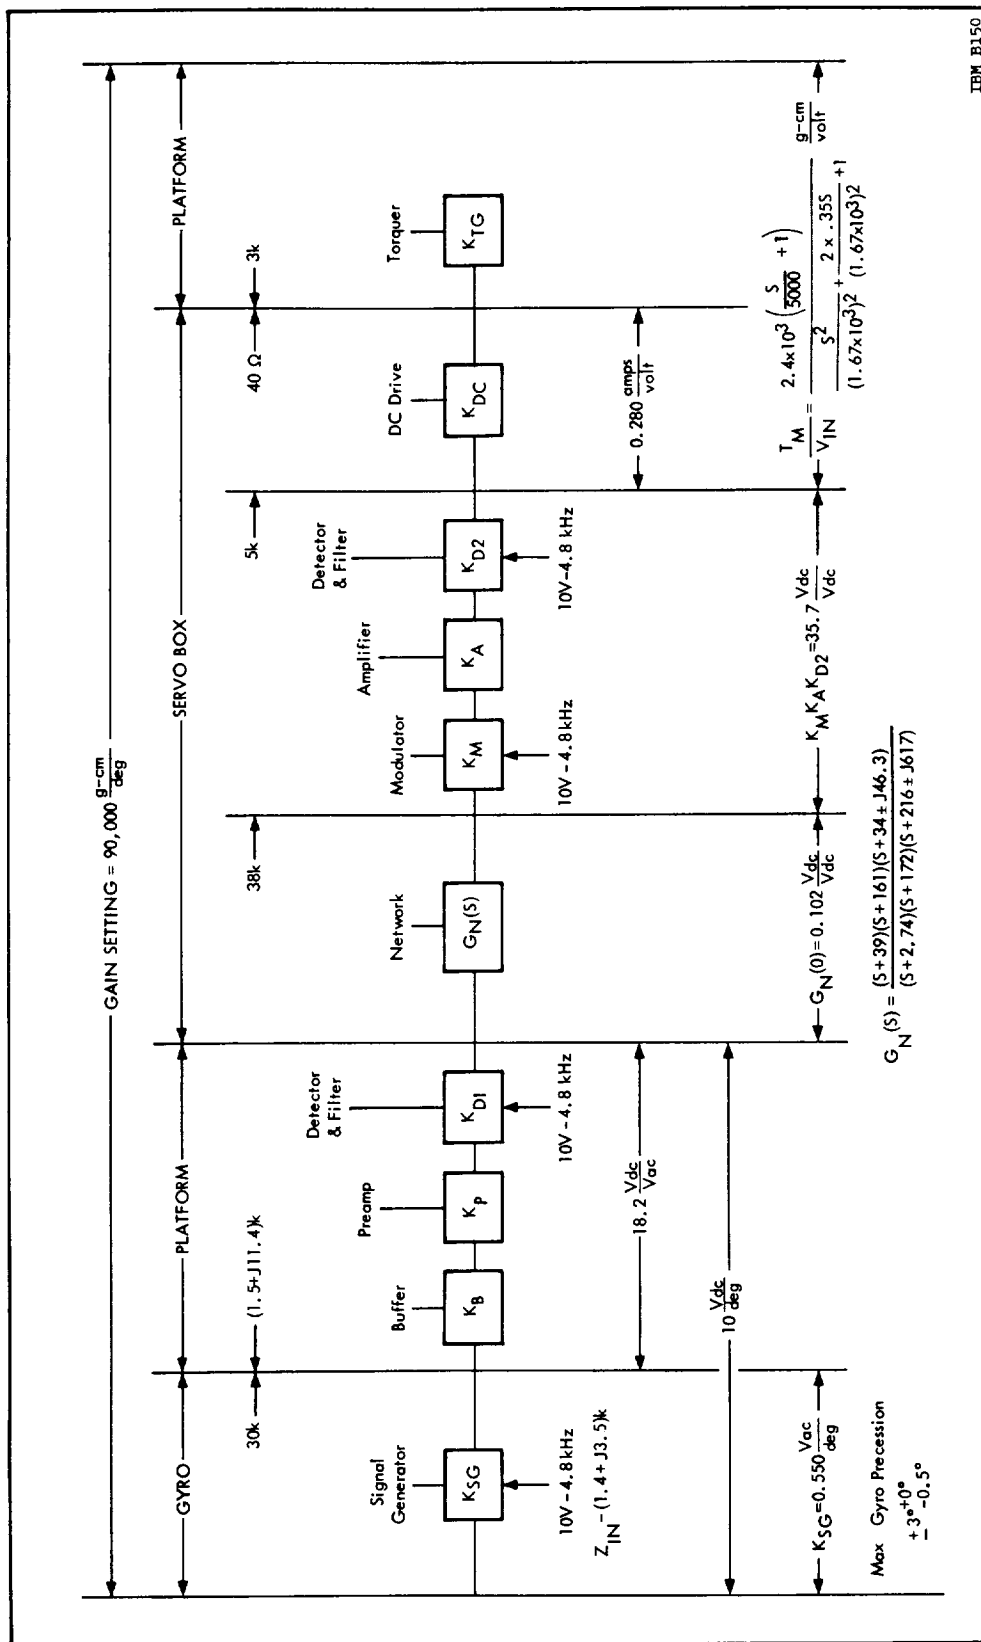 GAIN SETTING = 90,000 g-cm/deg
GYRO
PLATFORM
SERVO BOX
PLATFORM
30k
(1.5+J11.4)k
38k
5k
40 Ω
3k
Signal
Generator
Buffer
Preamp
Detector
& Filter
Network
Modulator
Amplifier
Detector
& Filter
DC Drive
Torquer
K_SG
K_B
K_P
K_D1
G_N(S)
K_M
K_A
K_D2
K_DC
K_TG
10V-4.8 kHz
Z_IN -(1.4+J3.5)k
10V-4.8 kHz
10V-4.8 kHz
10V-4.8 kHz
18.2 Vdc/Vac
0.280 amps/volt
10 Vdc/deg
K_SG=0.550 Vac/deg
G_N(0)=0.102 Vdc/Vdc
K_M K_A K_D2=35.7 Vdc/Vdc
T_M/V_IN = 2.4x10³ (S/5000 + 1) / (S²/(1.67x10³)² + 2 x .35S/(1.67x10³)² +1) g-cm/volt
Max Gyro Precession
± 3° +0° -0.5°
G_N(S) = (S+39)(S+161)(S+34 ± J46.3) / (S+2.74)(S+172)(S+216 ± J617)
IBM B150